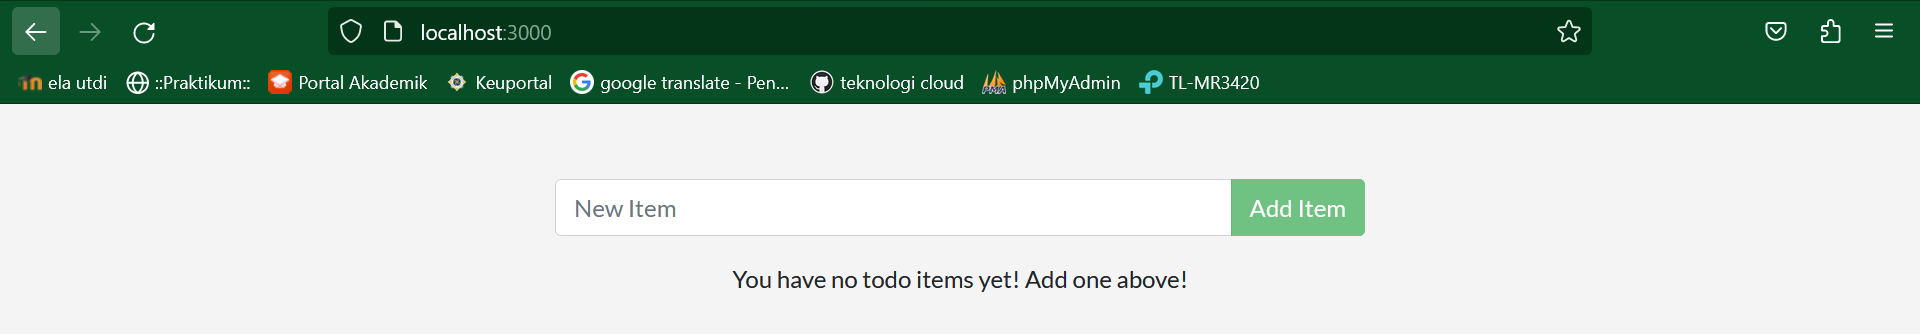 localhost:3000
ela utdi ::Praktikum:: Portal Akademik Keuportal google translate - Pen... teknologi cloud PMA phpMyAdmin TL-MR3420
New Item Add Item
You have no todo items yet! Add one above!